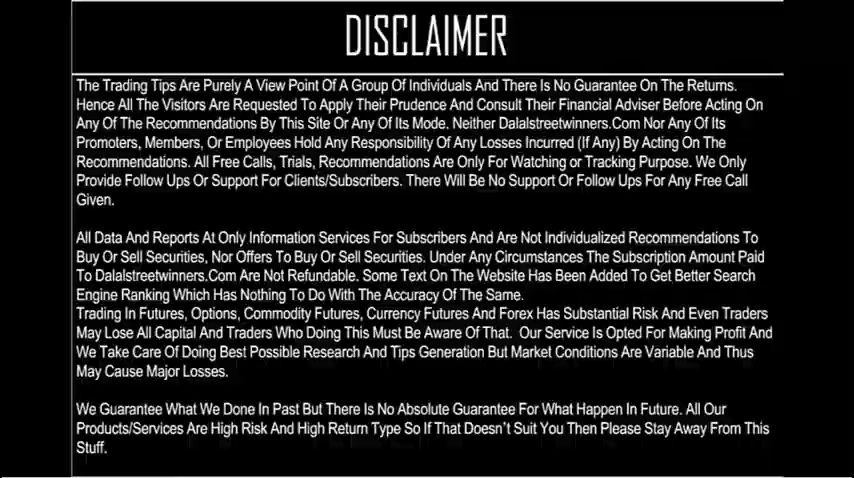 DISCLAIMER
The Trading Tips Are Purely A View Point Of A Group Of Individuals And There Is No Guarantee On The Returns.
Hence All The Visitors Are Requested To Apply Their Prudence And Consult Their Financial Adviser Before Acting On
Any Of The Recommendations By This Site Or Any Of Its Mode. Neither Dalalstreetwinners.Com Nor Any Of Its
Promoters, Members, Or Employees Hold Any Responsibility Of Any Losses Incurred (If Any) By Acting On The
Recommendations. All Free Calls, Trials, Recommendations Are Only For Watching or Tracking Purpose. We Only
Provide Follow Ups Or Support For Clients/Subscribers. There Will Be No Support Or Follow Ups For Any Free Call
Given.
All Data And Reports At Only Information Services For Subscribers And Are Not Individualized Recommendations To
Buy Or Sell Securities, Nor Offers To Buy Or Sell Securities. Under Any Circumstances The Subscription Amount Paid
To Dalalstreetwinners.Com Are Not Refundable. Some Text On The Website Has Been Added To Get Better Search
Engine Ranking Which Has Nothing To Do With The Accuracy Of The Same.
Trading In Futures, Options, Commodity Futures, Currency Futures And Forex Has Substantial Risk And Even Traders
May Lose All Capital And Traders Who Doing This Must Be Aware Of That. Our Service Is Opted For Making Profit And
We Take Care Of Doing Best Possible Research And Tips Generation But Market Conditions Are Variable And Thus
May Cause Major Losses.
We Guarantee What We Done In Past But There Is No Absolute Guarantee For What Happen In Future. All Our
Products/Services Are High Risk And High Return Type So If That Doesn't Suit You Then Please Stay Away From This
Stuff.